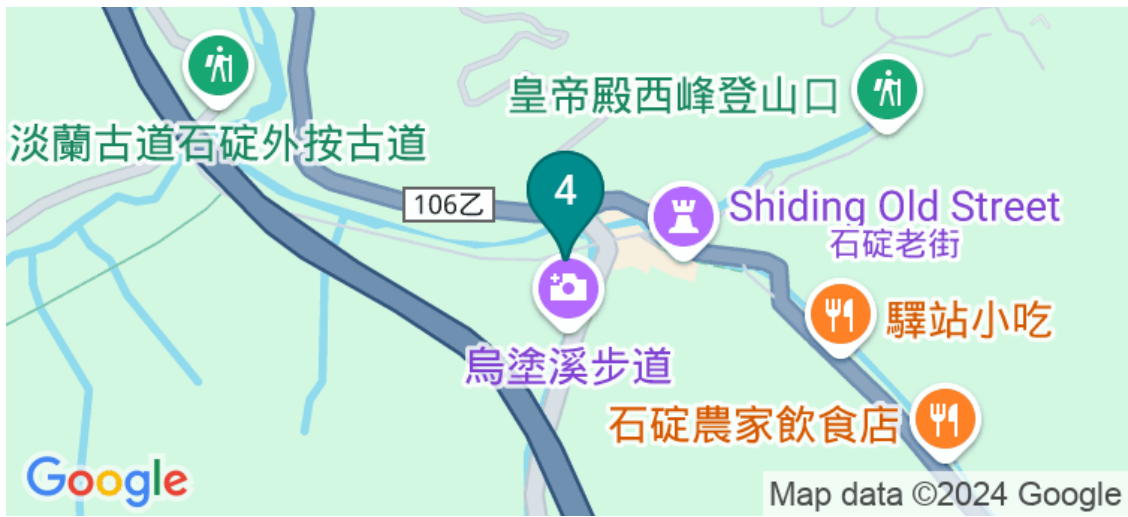 皇帝殿西峰登山口
淡蘭古道石碇外按古道
4
106乙
Shiding Old Street
石碇老街
驛站小吃
烏塗溪步道
石碇農家飲食店
Google
Map data ©2024 Google